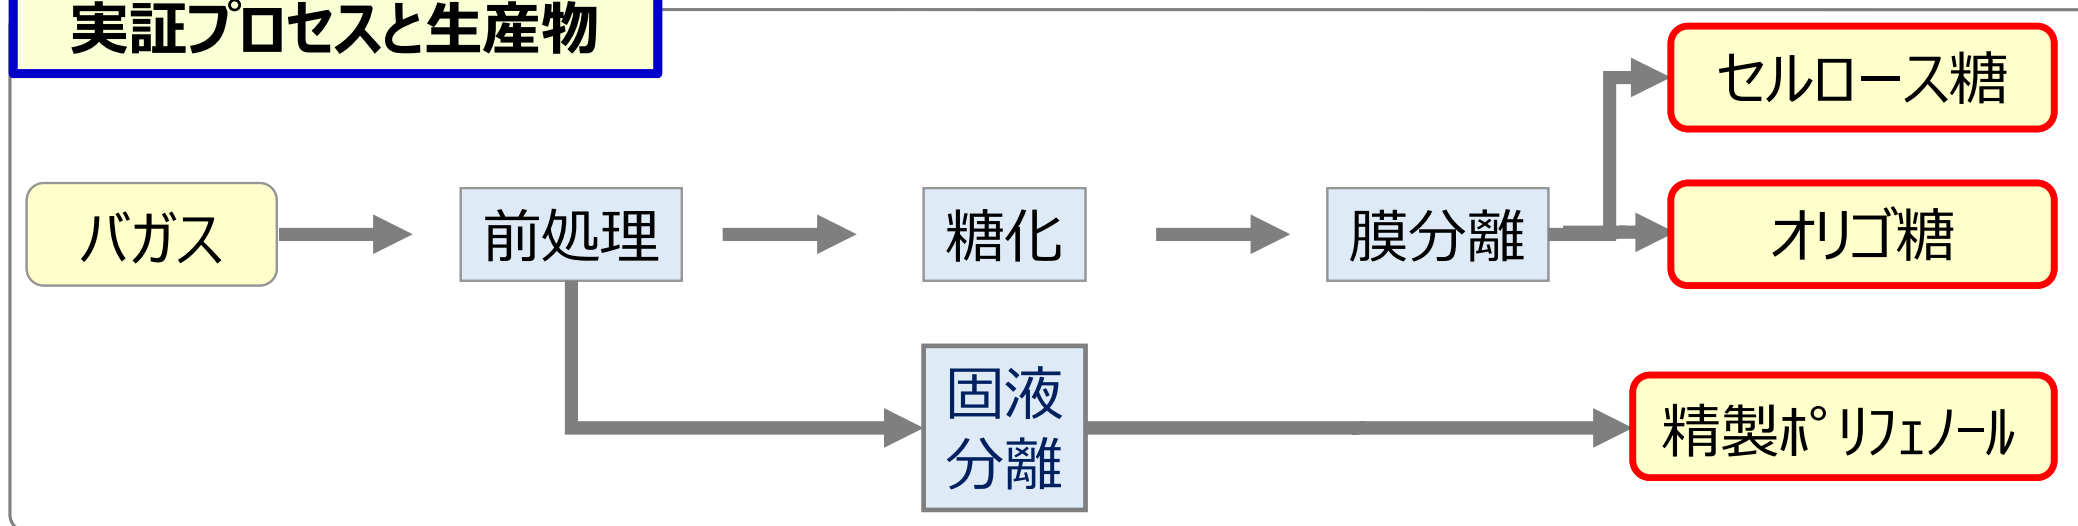 実証プロセスと生産物
セルロース糖
バガス
前処理
糖化
膜分離
オリゴ糖
固液
分離
精製ﾎﾟﾘﾌｪﾉｰﾙ